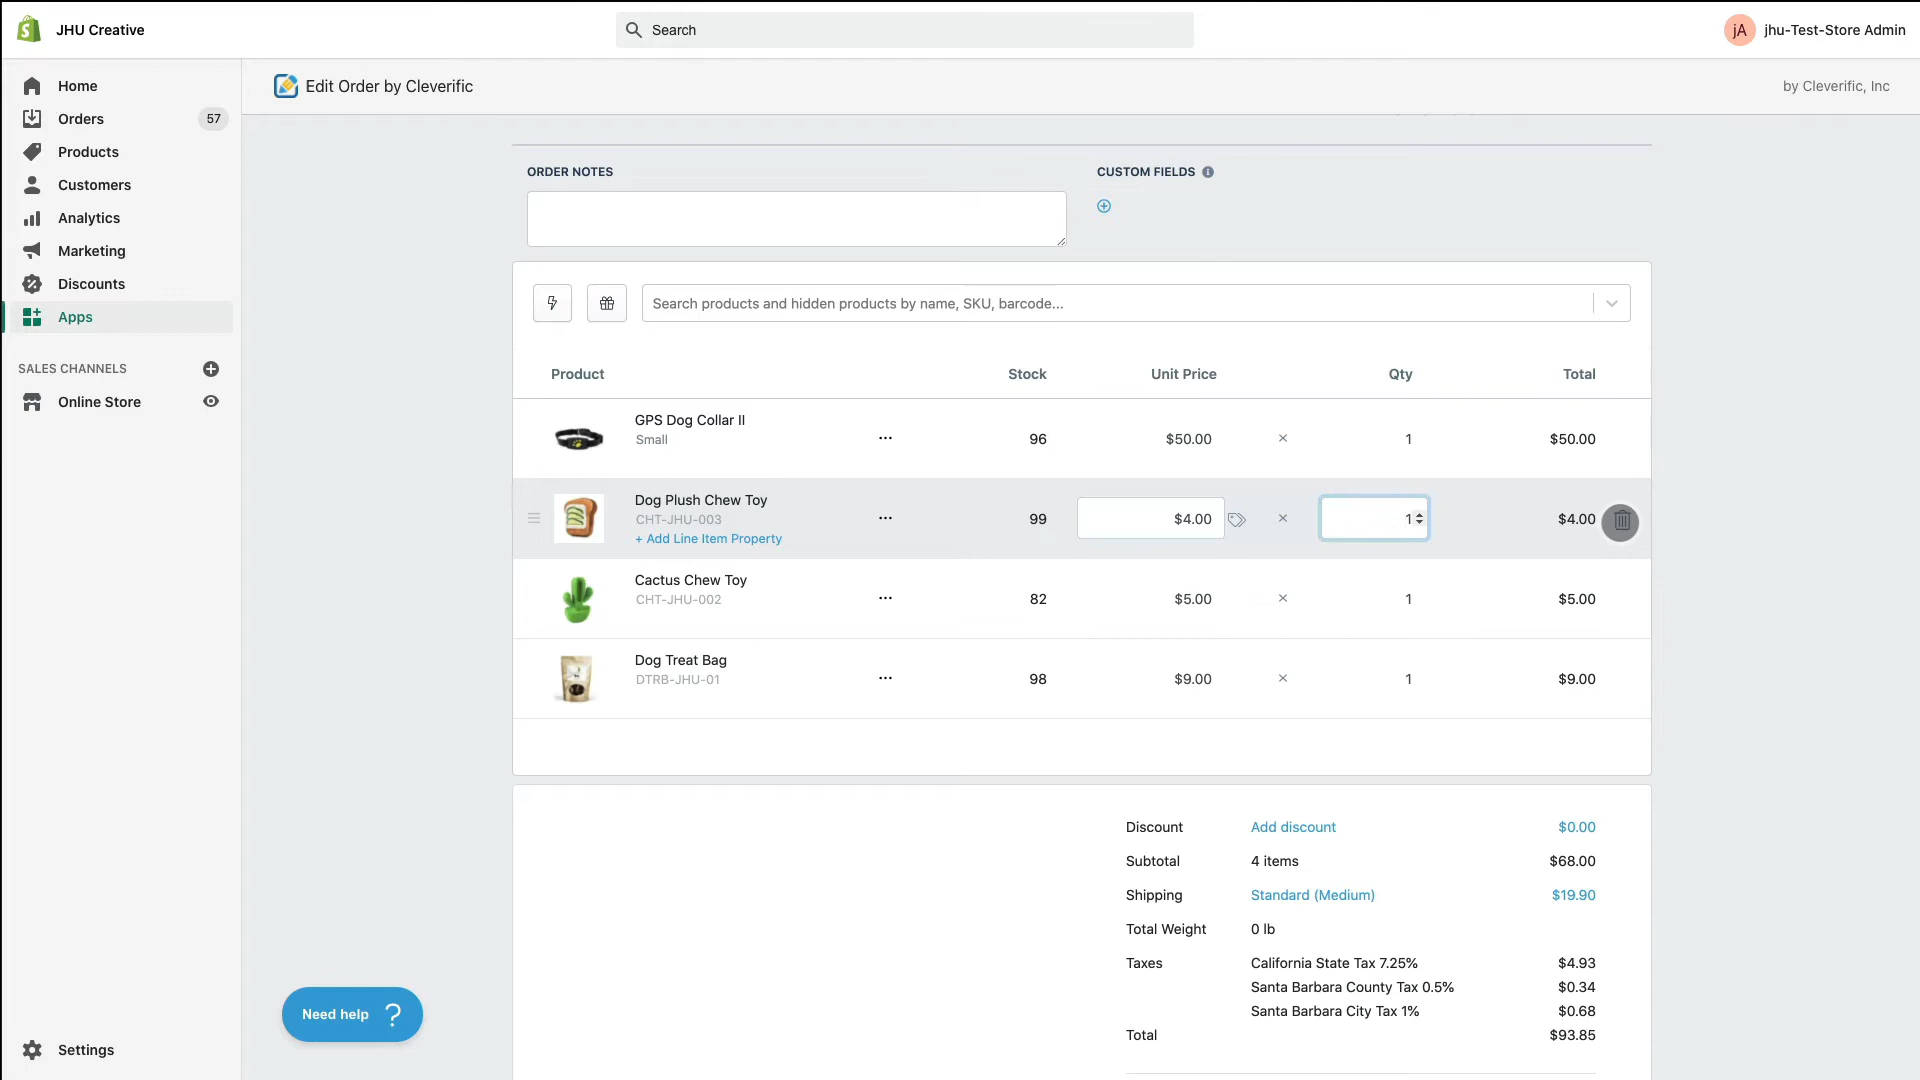 JHU Creative
Search
jA jhu-Test-Store Admin
Home
Orders 57
Products
Customers
Analytics
Marketing
Discounts
Apps
SALES CHANNELS
Online Store
Settings
Edit Order by Cleverific
by Cleverific, Inc
ORDER NOTES
CUSTOM FIELDS
Search products and hidden products by name, SKU, barcode...
Product Stock Unit Price Qty Total
GPS Dog Collar II
Small
... 96 $50.00 × 1 $50.00
Dog Plush Chew Toy
CHT-JHU-003
+ Add Line Item Property
... 99 $4.00 × 1 $4.00
Cactus Chew Toy
CHT-JHU-002
... 82 $5.00 × 1 $5.00
Dog Treat Bag
DTRB-JHU-01
... 98 $9.00 × 1 $9.00
Discount Add discount $0.00
Subtotal 4 items $68.00
Shipping Standard (Medium) $19.90
Total Weight 0 lb
Taxes California State Tax 7.25% $4.93
Santa Barbara County Tax 0.5% $0.34
Santa Barbara City Tax 1% $0.68
Total $93.85
Need help ?